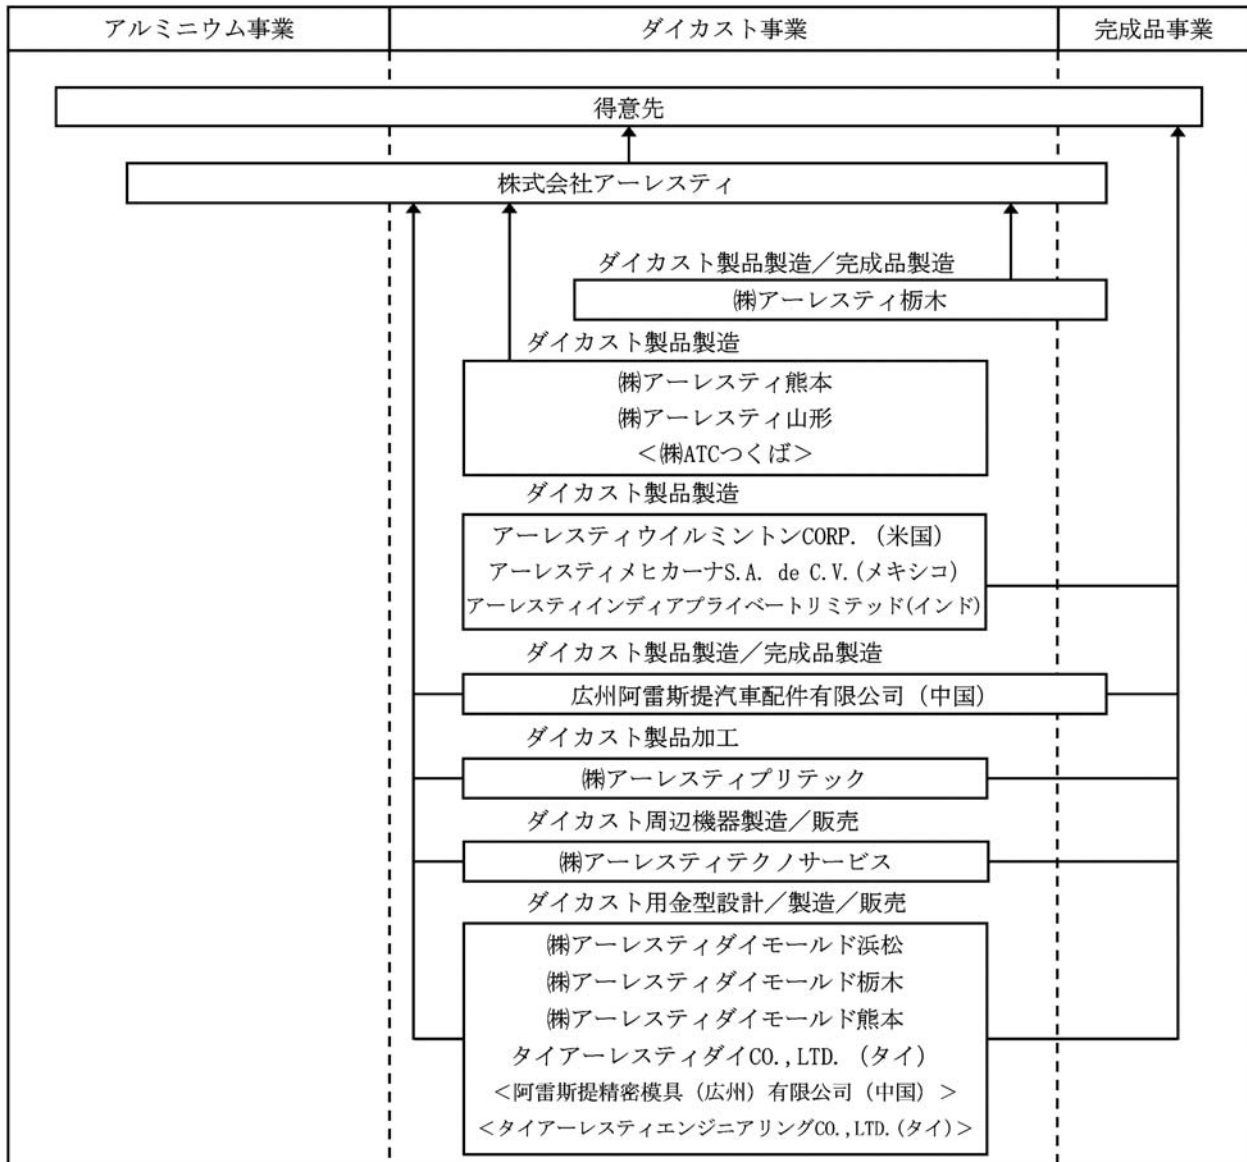 アルミニウム事業
ダイカスト事業
完成品事業
得意先
株式会社アーレスティ
ダイカスト製品製造／完成品製造
㈱アーレスティ栃木
ダイカスト製品製造
㈱アーレスティ熊本
㈱アーレスティ山形
＜㈱ATCつくば＞
ダイカスト製品製造
アーレスティウイルミントンCORP.（米国）
アーレスティメヒカーナS.A. de C.V.(メキシコ)
アーレスティインディアプライベートリミテッド(インド)
ダイカスト製品製造／完成品製造
広州阿雷斯提汽車配件有限公司（中国）
ダイカスト製品加工
㈱アーレスティプリテック
ダイカスト周辺機器製造／販売
㈱アーレスティテクノサービス
ダイカスト用金型設計／製造／販売
㈱アーレスティダイモールド浜松
㈱アーレスティダイモールド栃木
㈱アーレスティダイモールド熊本
タイアーレスティダイCO.,LTD.（タイ）
＜阿雷斯提精密模具（広州）有限公司（中国）＞
＜タイアーレスティエンジニアリングCO.,LTD.(タイ)＞